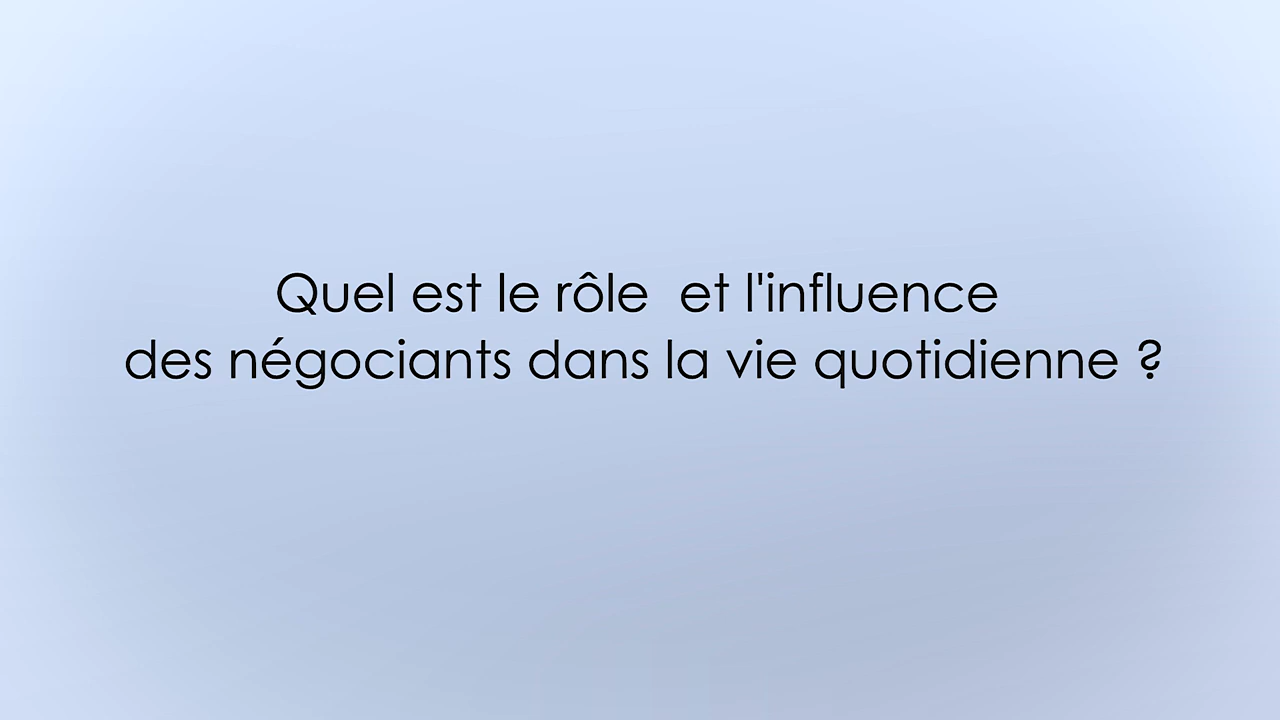 Quel est le rôle  et l'influence
des négociants dans la vie quotidienne ?